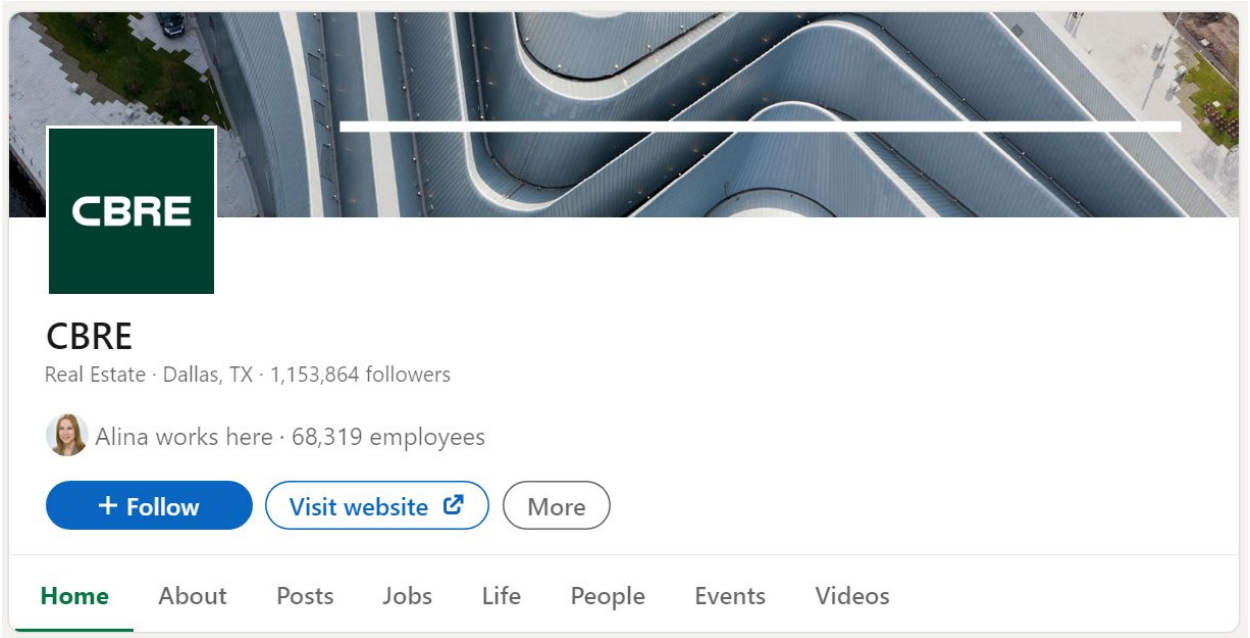 CBRE
CBRE
Real Estate · Dallas, TX · 1,153,864 followers
Alina works here · 68,319 employees
+ Follow Visit website More
Home About Posts Jobs Life People Events Videos